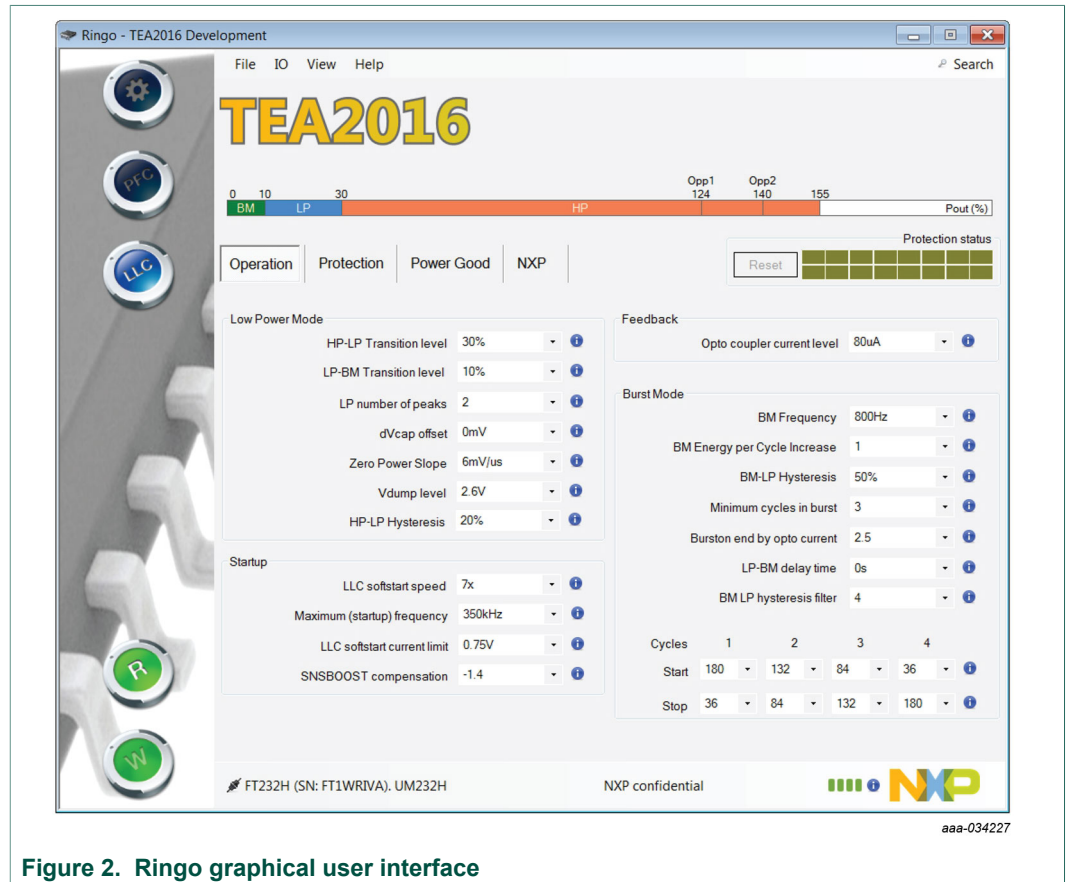 Ringo - TEA2016 Development
File IO View Help Search
TEA2016
Opp1 Opp2
0 10 30 124 140 155
BM LP HP Pout (%)
Protection status
Operation Protection Power Good NXP Reset
PFC
LLC
Low Power Mode
HP-LP Transition level 30%
LP-BM Transition level 10%
LP number of peaks 2
dVcap offset 0mV
Zero Power Slope 6mV/us
Vdump level 2.6V
HP-LP Hysteresis 20%
Startup
LLC softstart speed 7x
Maximum (startup) frequency 350kHz
LLC softstart current limit 0.75V
SNSBOOST compensation -1.4
Feedback
Opto coupler current level 80uA
Burst Mode
BM Frequency 800Hz
BM Energy per Cycle Increase 1
BM-LP Hysteresis 50%
Minimum cycles in burst 3
Burston end by opto current 2.5
LP-BM delay time 0s
BM LP hysteresis filter 4
Cycles 1 2 3 4
Start 180 132 84 36
Stop 36 84 132 180
R
W
FT232H (SN: FT1WRIVA). UM232H NXP confidential NXP
aaa-034227
Figure 2. Ringo graphical user interface